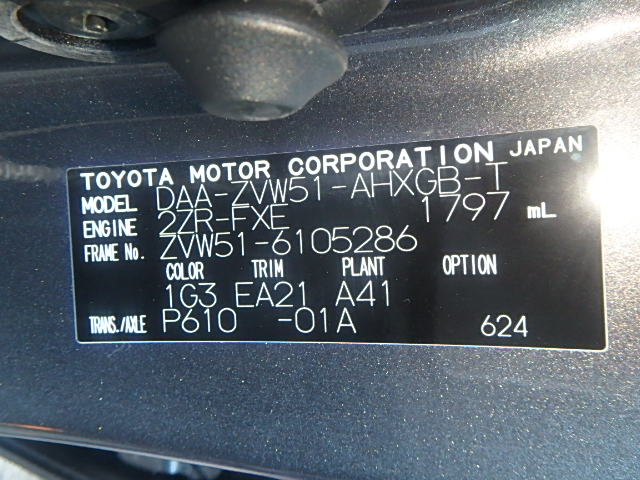 TOYOTA MOTOR CORPORATION JAPAN
MODEL DAA-ZVW51-AHXGB-T
ENGINE 2ZR-FXE 1797 mL
FRAME No. ZVW51-6105286
COLOR TRIM PLANT OPTION
1G3 EA21 A41
TRANS./AXLE P610 -01A 624